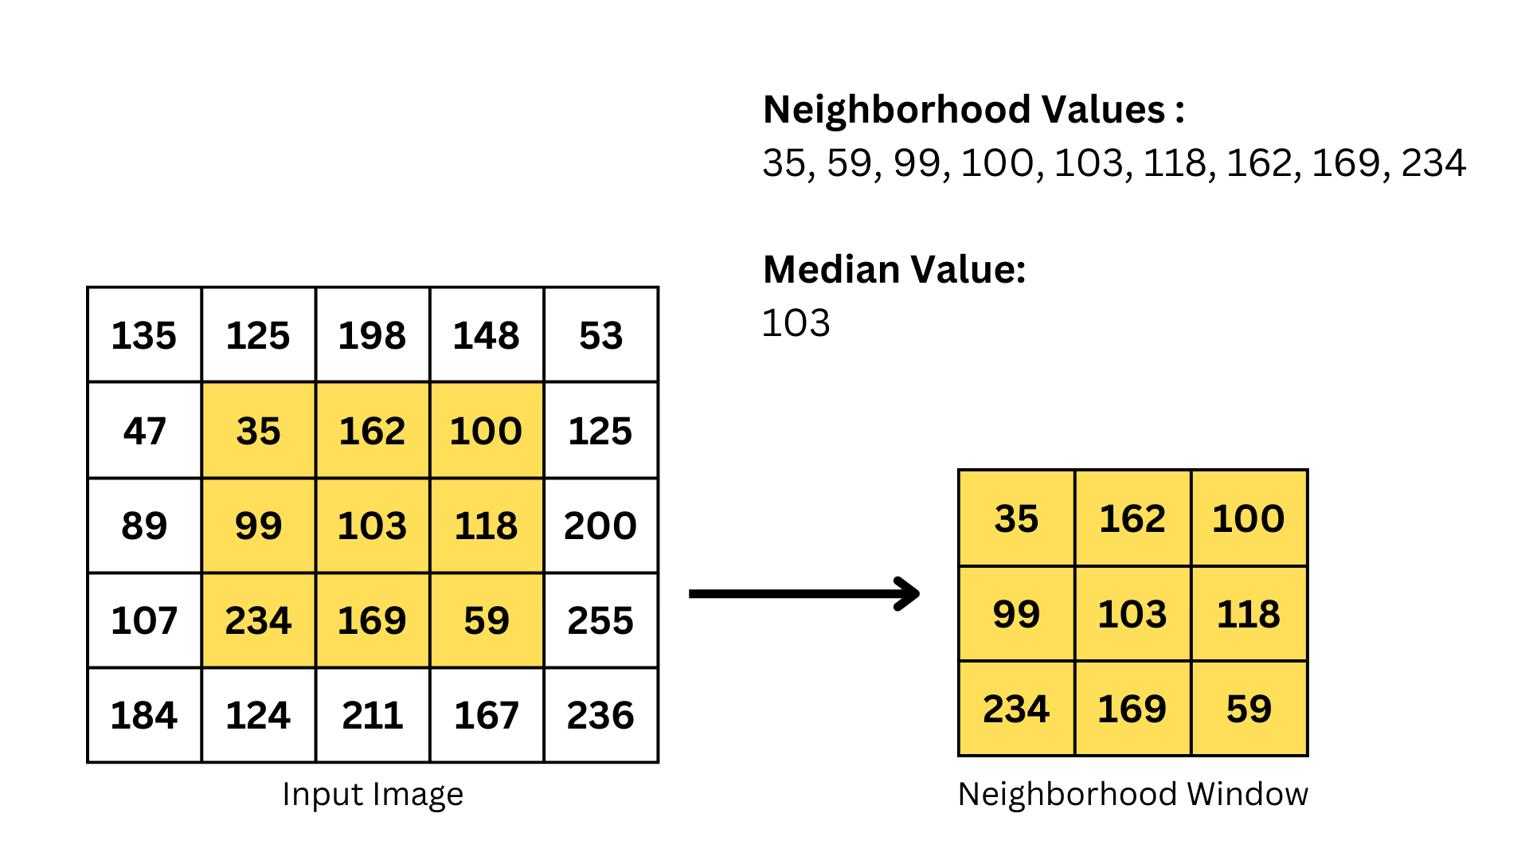 Neighborhood Values :
35, 59, 99, 100, 103, 118, 162, 169, 234
Median Value:
103
135 125 198 148 53
47 35 162 100 125
89 99 103 118 200
107 234 169 59 255
184 124 211 167 236
Input Image
35 162 100
99 103 118
234 169 59
Neighborhood Window